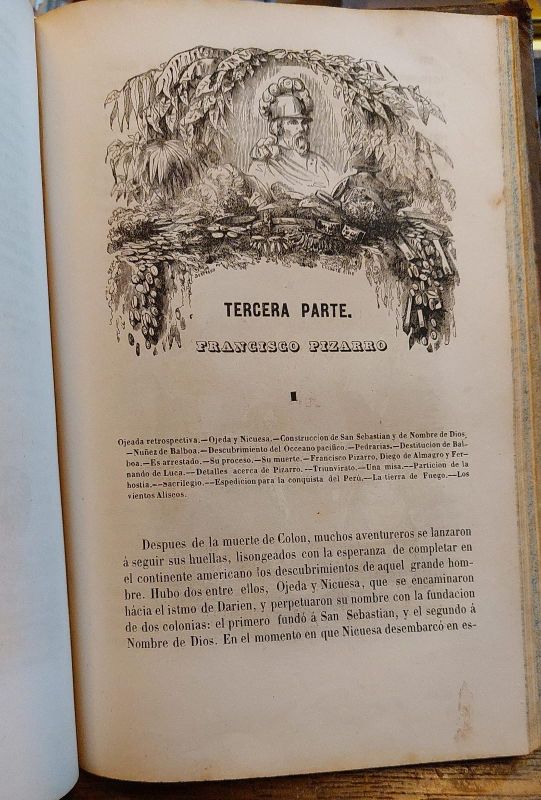 TERCERA PARTE.
FRANCISCO PIZARRO
I
Ojeada retrospectiva.—Ojeda y Nicuesa.—Construccion de San Sebastian y de Nombre de Dios.
—Nuñez de Balboa.—Descubrimiento del Occeano pacifico.—Pedrarias.—Destitucion de Bal-
boa.—Es arrestado.—Su proceso.—Su muerte.—Francisco Pizarro, Diego de Almagro y Fer-
nando de Luca.—Detalles acerca de Pizarro.—Triunvirato.—Una misa.—Particion de la
hostia.—Sacrilegio.—Espedicion para la conquista del Perú.—La tierra de Fuego.—Los
vientos Aliseos.
Despues de la muerte de Colon, muchos aventureros se lanzaron
á seguir sus huellas, lisongeados con la esperanza de completar en
el continente americano los descubrimientos de aquel grande hom-
bre. Hubo dos entre ellos, Ojeda y Nicuesa, que se encaminaron
hácia el istmo de Darien, y perpetuaron su nombre con la fundacion
de dos colonias: el primero fundó á San Sebastian, y el segundo á
Nombre de Dios. En el momento en que Nicuesa desembarcó en es-